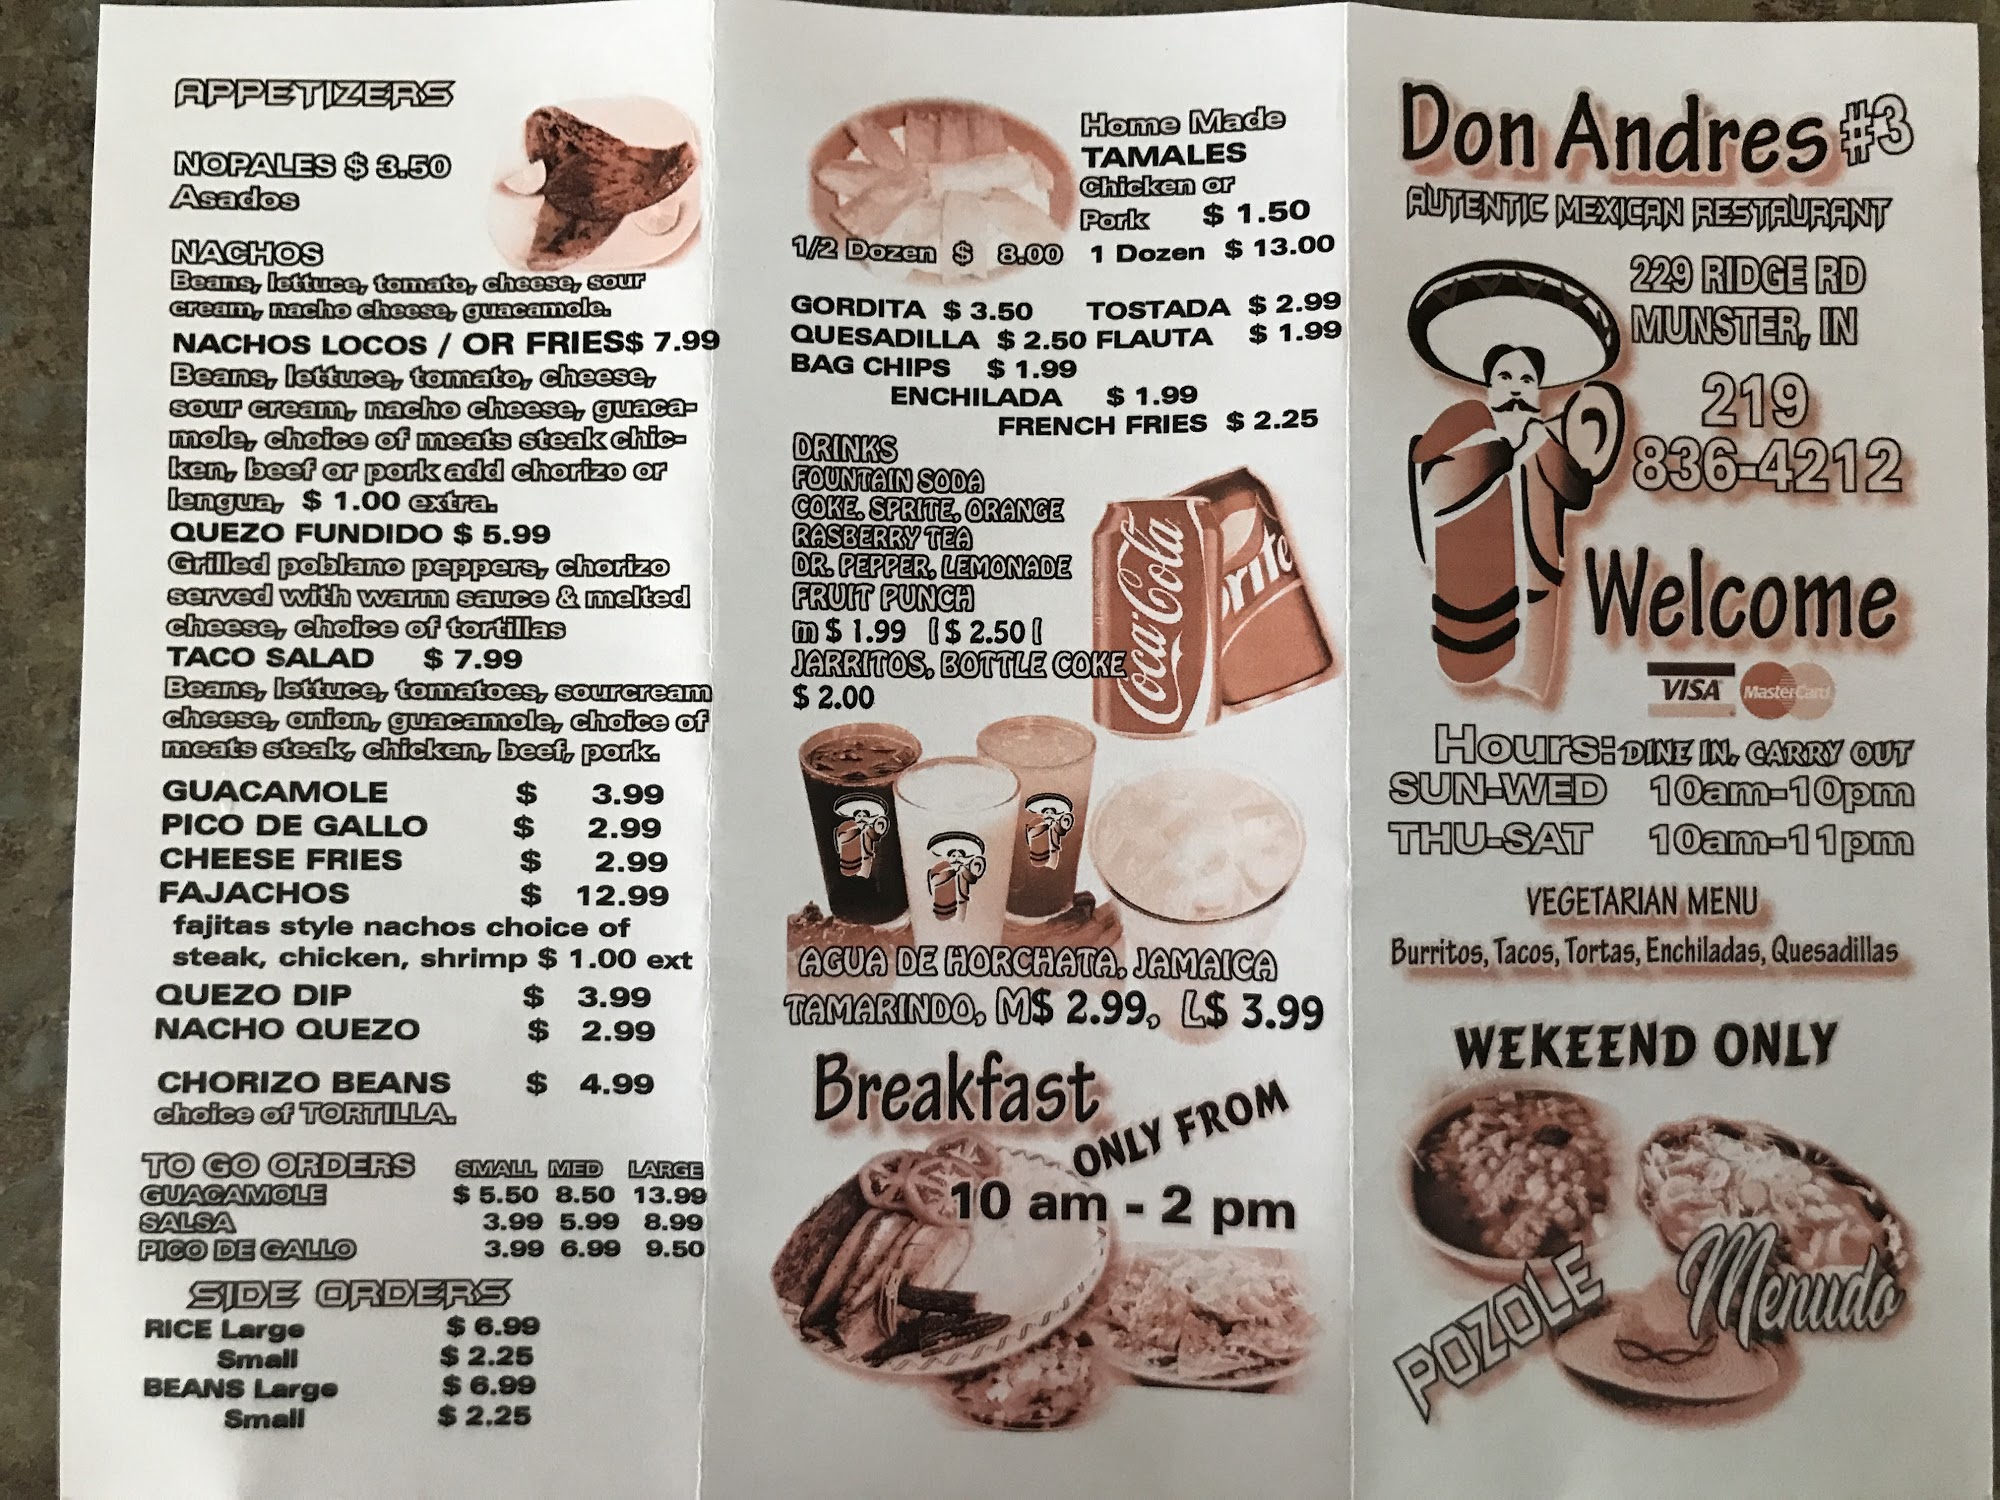 APPETIZERS
NOPALES $ 3.50
Asados
NACHOS
Beans, lettuce, tomato, cheese, sour
cream, nacho cheese, guacamole.
NACHOS LOCOS / OR FRIES$ 7.99
Beans, lettuce, tomato, cheese,
sour cream, nacho cheese, guaca-
mole, choice of meats steak chic-
ken, beef or pork add chorizo or
lengua, $ 1.00 extra.
QUEZO FUNDIDO $ 5.99
Grilled poblano peppers, chorizo
served with warm sauce & melted
cheese, choice of tortillas
TACO SALAD $ 7.99
Beans, lettuce, tomatoes, sourcream
cheese, onion, guacamole, choice of
meats steak, chicken, beef, pork.
GUACAMOLE $ 3.99
PICO DE GALLO $ 2.99
CHEESE FRIES $ 2.99
FAJACHOS $ 12.99
fajitas style nachos choice of
steak, chicken, shrimp $ 1.00 ext
QUEZO DIP $ 3.99
NACHO QUEZO $ 2.99
CHORIZO BEANS $ 4.99
choice of TORTILLA.
TO GO ORDERS SMALL MED LARGE
GUACAMOLE $ 5.50 8.50 13.99
SALSA 3.99 5.99 8.99
PICO DE GALLO 3.99 6.99 9.50
SIDE ORDERS
RICE Large $ 6.99
Small $ 2.25
BEANS Large $ 6.99
Small $ 2.25
Home Made
TAMALES
Chicken or
Pork $ 1.50
1/2 Dozen $ 8.00 1 Dozen $ 13.00
GORDITA $ 3.50 TOSTADA $ 2.99
QUESADILLA $ 2.50 FLAUTA $ 1.99
BAG CHIPS $ 1.99
ENCHILADA $ 1.99
FRENCH FRIES $ 2.25
DRINKS
FOUNTAIN SODA
COKE. SPRITE, ORANGE
RASBERRY TEA
DR. PEPPER, LEMONADE
FRUIT PUNCH
m $ 1.99 l $ 2.50 l
JARRITOS, BOTTLE COKE
$ 2.00
Coca-Cola
prite
AGUA DE HORCHATA, JAMAICA
TAMARINDO, M$ 2.99, L$ 3.99
Breakfast
ONLY FROM
10 am - 2 pm
Don Andres #3
AUTENTIC MEXICAN RESTAURANT
229 RIDGE RD
MUNSTER, IN
219
836-4212
Welcome
VISA MasterCard
Hours: DINE IN, CARRY OUT
SUN-WED 10am-10pm
THU-SAT 10am-11pm
VEGETARIAN MENU
Burritos, Tacos, Tortas, Enchiladas, Quesadillas
WEKEEND ONLY
POZOLE
Menudo